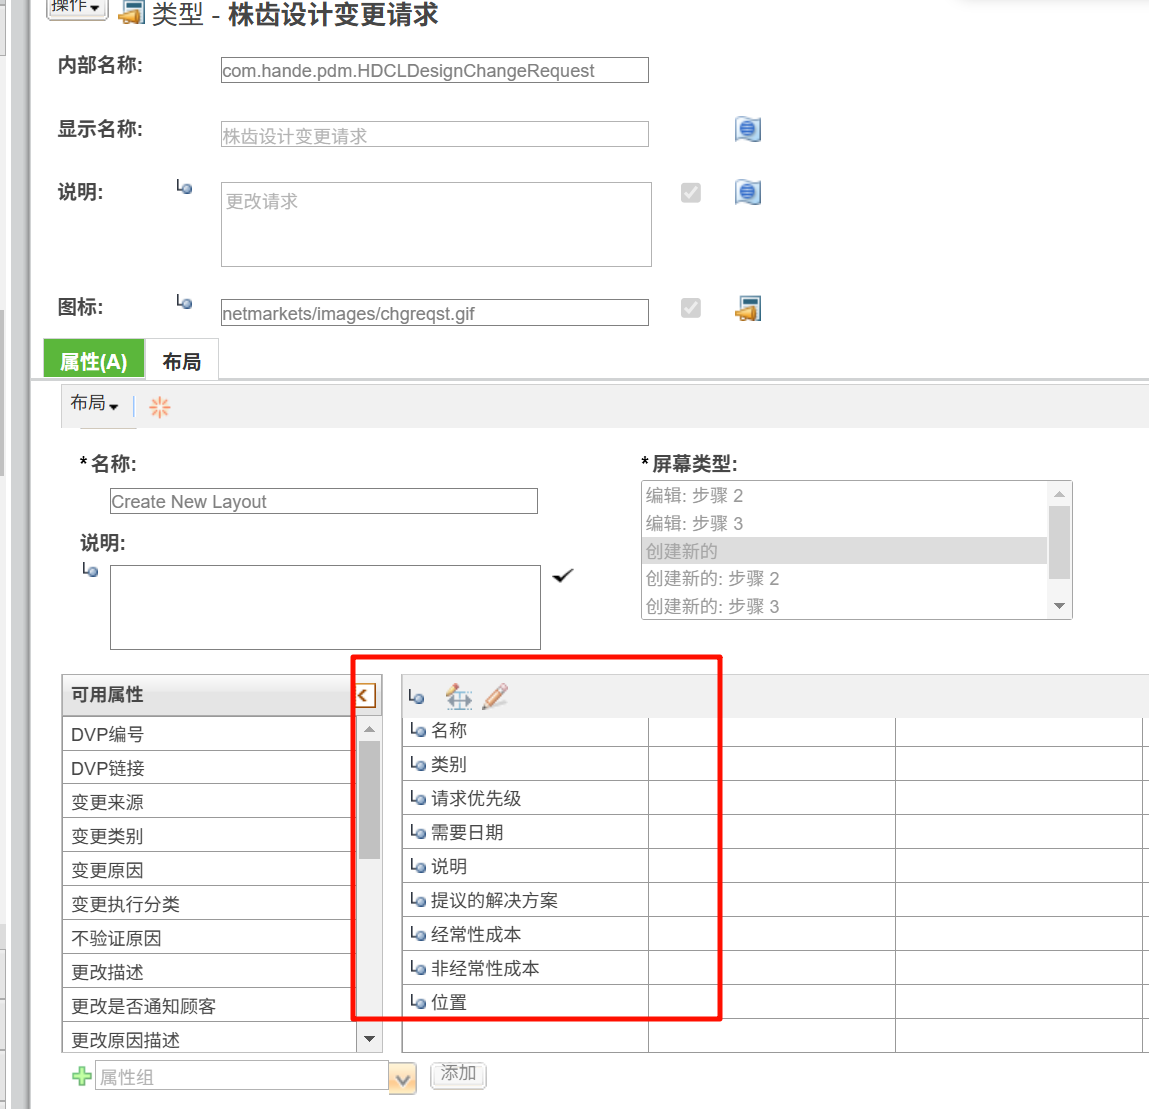 操作
类型 - 株齿设计变更请求
内部名称:
com.hande.pdm.HDCLDesignChangeRequest
显示名称:
株齿设计变更请求
说明:
更改请求
图标:
netmarkets/images/chgreqst.gif
属性(A) 布局
布局
*名称:
Create New Layout
*屏幕类型:
编辑: 步骤 2
编辑: 步骤 3
创建新的
创建新的: 步骤 2
创建新的: 步骤 3
说明:
可用属性
DVP编号
DVP链接
变更来源
变更类别
变更原因
变更执行分类
不验证原因
更改描述
更改是否通知顾客
更改原因描述
名称
类别
请求优先级
需要日期
说明
提议的解决方案
经常性成本
非经常性成本
位置
属性组
添加